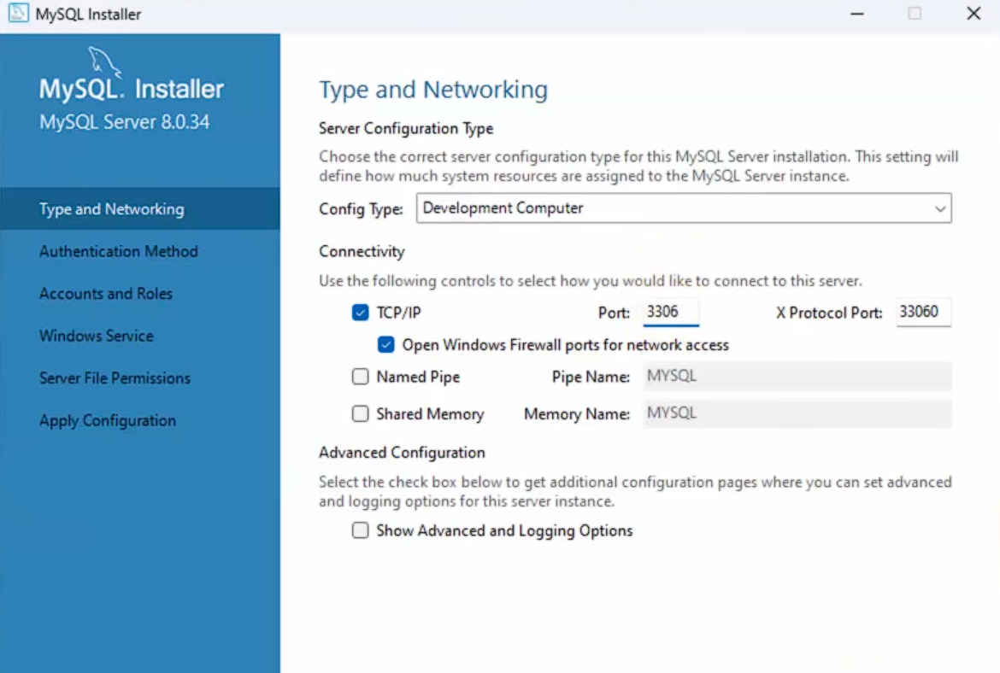 MySQL Installer
MySQL. Installer
MySQL Server 8.0.34
Type and Networking
Authentication Method
Accounts and Roles
Windows Service
Server File Permissions
Apply Configuration
Type and Networking
Server Configuration Type
Choose the correct server configuration type for this MySQL Server installation. This setting will
define how much system resources are assigned to the MySQL Server instance.
Config Type: Development Computer
Connectivity
Use the following controls to select how you would like to connect to this server.
TCP/IP Port: 3306 X Protocol Port: 33060
Open Windows Firewall ports for network access
Named Pipe Pipe Name: MYSQL
Shared Memory Memory Name: MYSQL
Advanced Configuration
Select the check box below to get additional configuration pages where you can set advanced
and logging options for this server instance.
Show Advanced and Logging Options